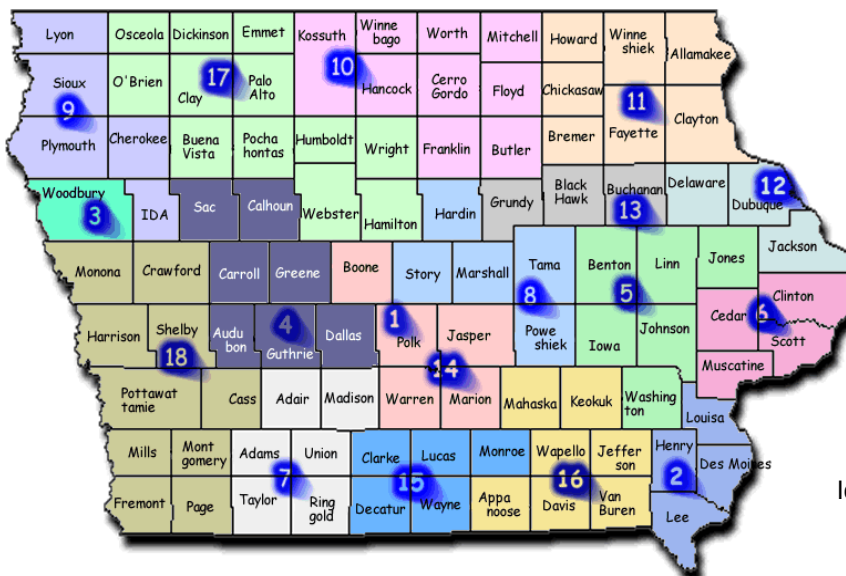 Lyon
Osceola
Dickinson
Emmet
Kossuth
Winne
bago
Worth
Mitchell
Howard
Winne
shiek
Allamakee
Sioux
O'Brien
17
Clay
Palo
Alto
10
Hancock
Cerro
Gordo
Floyd
Chickasaw
11
Fayette
Clayton
9
Plymouth
Cherokee
Buena
Vista
Pocha
hontas
Humboldt
Wright
Franklin
Butler
Bremer
Woodbury
3
IDA
Sac
Calhoun
Webster
Hamilton
Hardin
Grundy
Black
Hawk
Buchanan
13
Delaware
12
Dubuque
Monona
Crawford
Carroll
Greene
Boone
Story
Marshall
Tama
8
Benton
5
Linn
Jones
Jackson
Clinton
Harrison
Shelby
18
Audu
bon
4
Guthrie
Dallas
1
Polk
Jasper
14
Powe
shiek
Iowa
Johnson
Cedar
6
Scott
Muscatine
Pottawat
tamie
Cass
Adair
Madison
Warren
Marion
Mahaska
Keokuk
Washing
ton
Louisa
Mills
Mont
gomery
Adams
Union
7
Clarke
Lucas
15
Monroe
Wapello
16
Jeffer
son
Henry
2
Des Moines
Fremont
Page
Taylor
Ring
gold
Decatur
Wayne
Appa
noose
Davis
Van
Buren
Lee